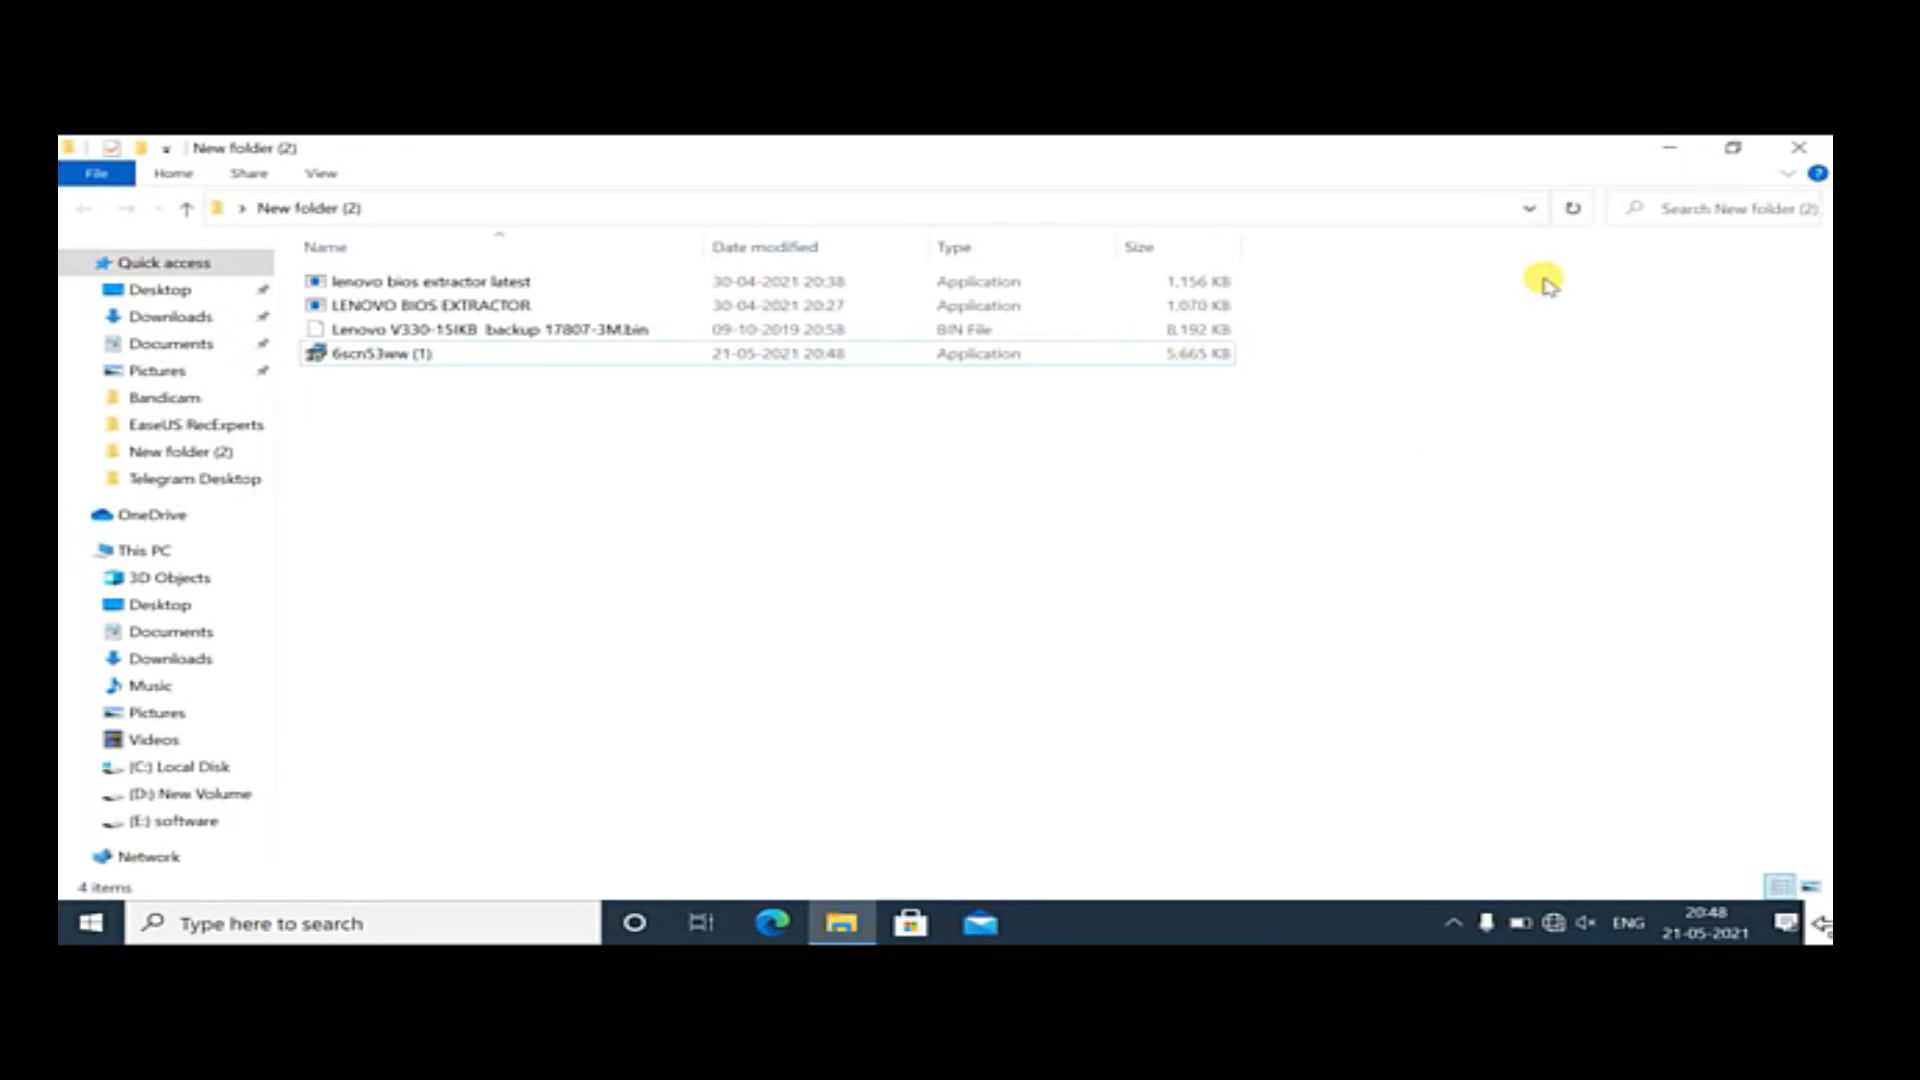 New folder (2)
File Home Share View
New folder (2)
Search New folder (2)
Name Date modified Type Size
lenovo bios extractor latest 30-04-2021 20:38 Application 1,156 KB
LENOVO BIOS EXTRACTOR 30-04-2021 20:27 Application 1,070 KB
Lenovo V330-15IKB backup 17807-3M.bin 09-10-2019 20:58 BIN File 8,192 KB
6scn53ww (1) 21-05-2021 20:48 Application 5,665 KB
Quick access
Desktop
Downloads
Documents
Pictures
Bandicam
EaseUS RecExperts
New folder (2)
Telegram Desktop
OneDrive
This PC
3D Objects
Desktop
Documents
Downloads
Music
Pictures
Videos
(C:) Local Disk
(D:) New Volume
(E:) software
Network
4 items
Type here to search
ENG
20:48
21-05-2021